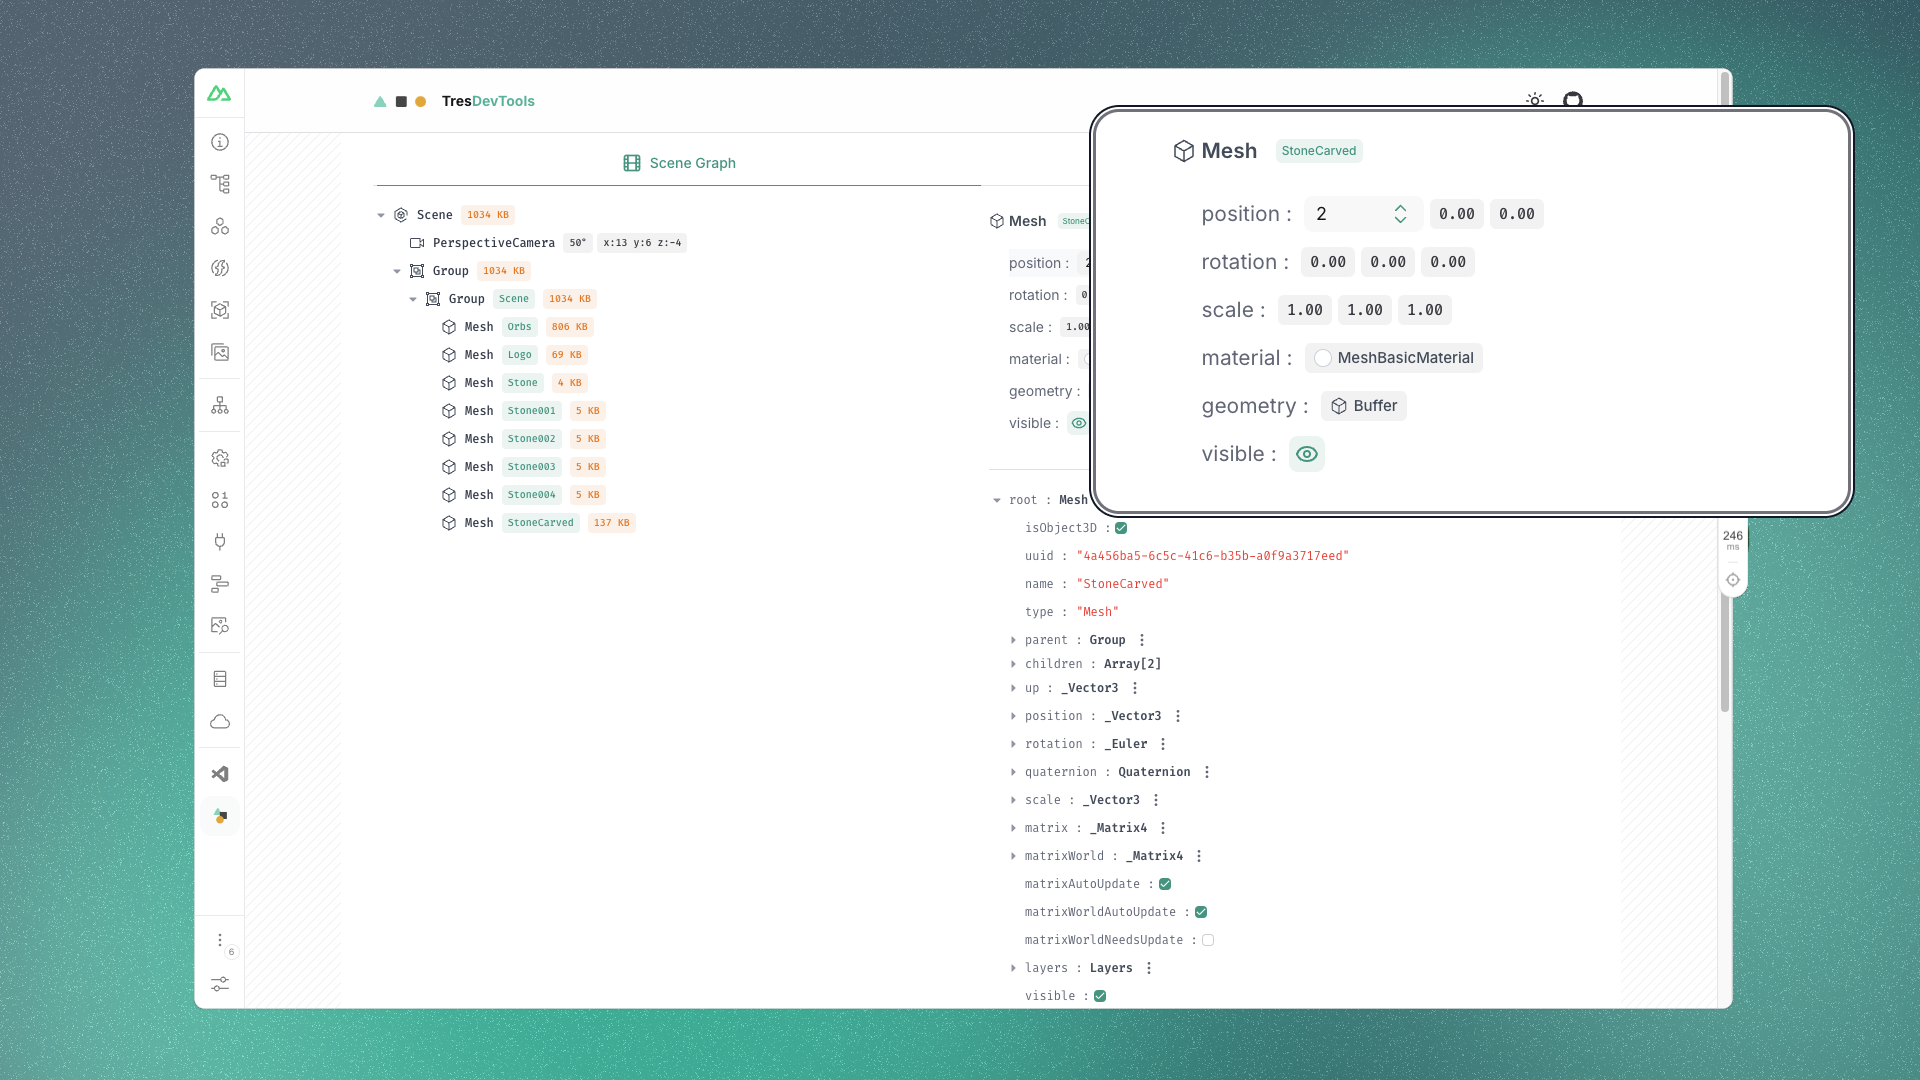 TresDevTools
Scene Graph
Scene 1034 KB
PerspectiveCamera 50° x:13 y:6 z:-4
Group 1034 KB
Group Scene 1034 KB
Mesh Orbs 806 KB
Mesh Logo 69 KB
Mesh Stone 4 KB
Mesh Stone001 5 KB
Mesh Stone002 5 KB
Mesh Stone003 5 KB
Mesh Stone004 5 KB
Mesh StoneCarved 137 KB
6
Mesh
position :
rotation :
scale : 1.00
material :
geometry :
visible :
Mesh StoneCarved
position : 2 0.00 0.00
rotation : 0.00 0.00 0.00
scale : 1.00 1.00 1.00
material : MeshBasicMaterial
geometry : Buffer
visible :
root : Mesh
isObject3D :
uuid : "4a456ba5-6c5c-41c6-b35b-a0f9a3717eed"
name : "StoneCarved"
type : "Mesh"
parent : Group
children : Array[2]
up : _Vector3
position : _Vector3
rotation : _Euler
quaternion : Quaternion
scale : _Vector3
matrix : _Matrix4
matrixWorld : _Matrix4
matrixAutoUpdate :
matrixWorldAutoUpdate :
matrixWorldNeedsUpdate :
layers : Layers
visible :
246
ms